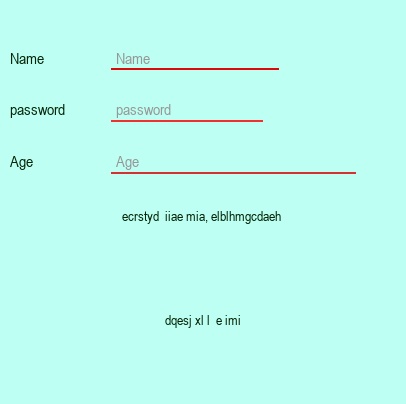 Name Name
password password
Age Age
ecrstyd  iiae mia, elblhmgcdaeh
dqesj xl l  e imi